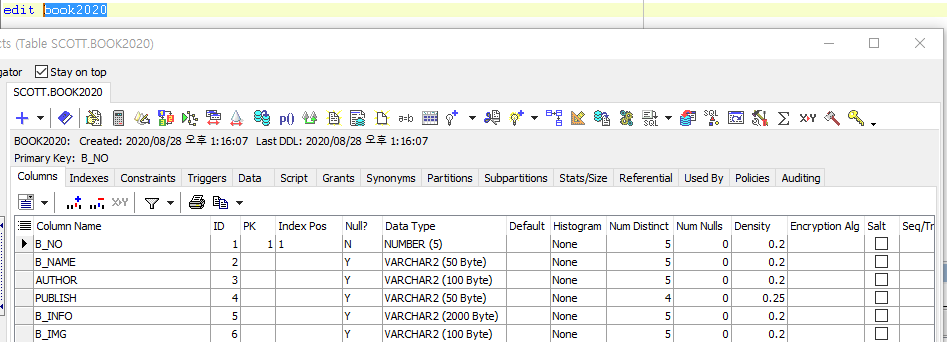 edit book2020
cts (Table SCOTT.BOOK2020)
gator Stay on top
SCOTT.BOOK2020
p() a=b SQL SQL Σ X=Y
BOOK2020: Created: 2020/08/28 오후 1:16:07 Last DDL: 2020/08/28 오후 1:16:07
Primary Key: B_NO
Columns Indexes Constraints Triggers Data Script Grants Synonyms Partitions Subpartitions Stats/Size Referential Used By Policies Auditing
X=Y
Column Name ID PK Index Pos Null? Data Type Default Histogram Num Distinct Num Nulls Density Encryption Alg Salt Seq/Tr
B_NO 1 1 1 N NUMBER (5) None 5 0 0.2
B_NAME 2 Y VARCHAR2 (50 Byte) None 5 0 0.2
AUTHOR 3 Y VARCHAR2 (100 Byte) None 5 0 0.2
PUBLISH 4 Y VARCHAR2 (50 Byte) None 4 0 0.25
B_INFO 5 Y VARCHAR2 (2000 Byte) None 5 0 0.2
B_IMG 6 Y VARCHAR2 (100 Byte) None 5 0 0.2